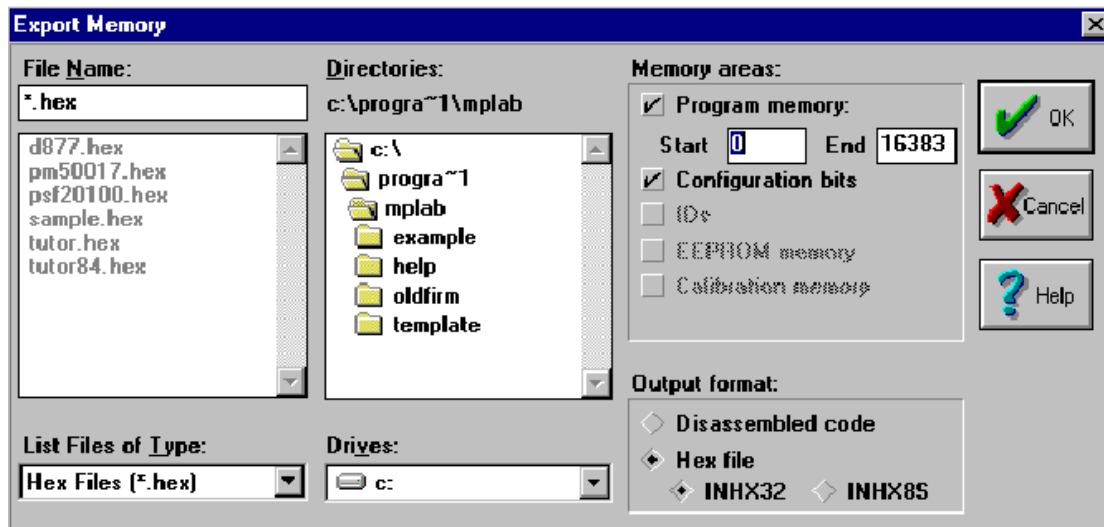 Export Memory
File Name:
*.hex
d877.hex
pm50017.hex
psf20100.hex
sample.hex
tutor.hex
tutor84.hex
List Files of Type:
Hex Files (*.hex)
Directories:
c:\progra~1\mplab
c:\
progra~1
mplab
example
help
oldfirm
template
Drives:
c:
Memory areas:
Program memory:
Start 0 End 16383
Configuration bits
IDs
EEPROM memory
Calibration memory
Output format:
Disassembled code
Hex file
INHX32 INHX8S
OK
Cancel
Help